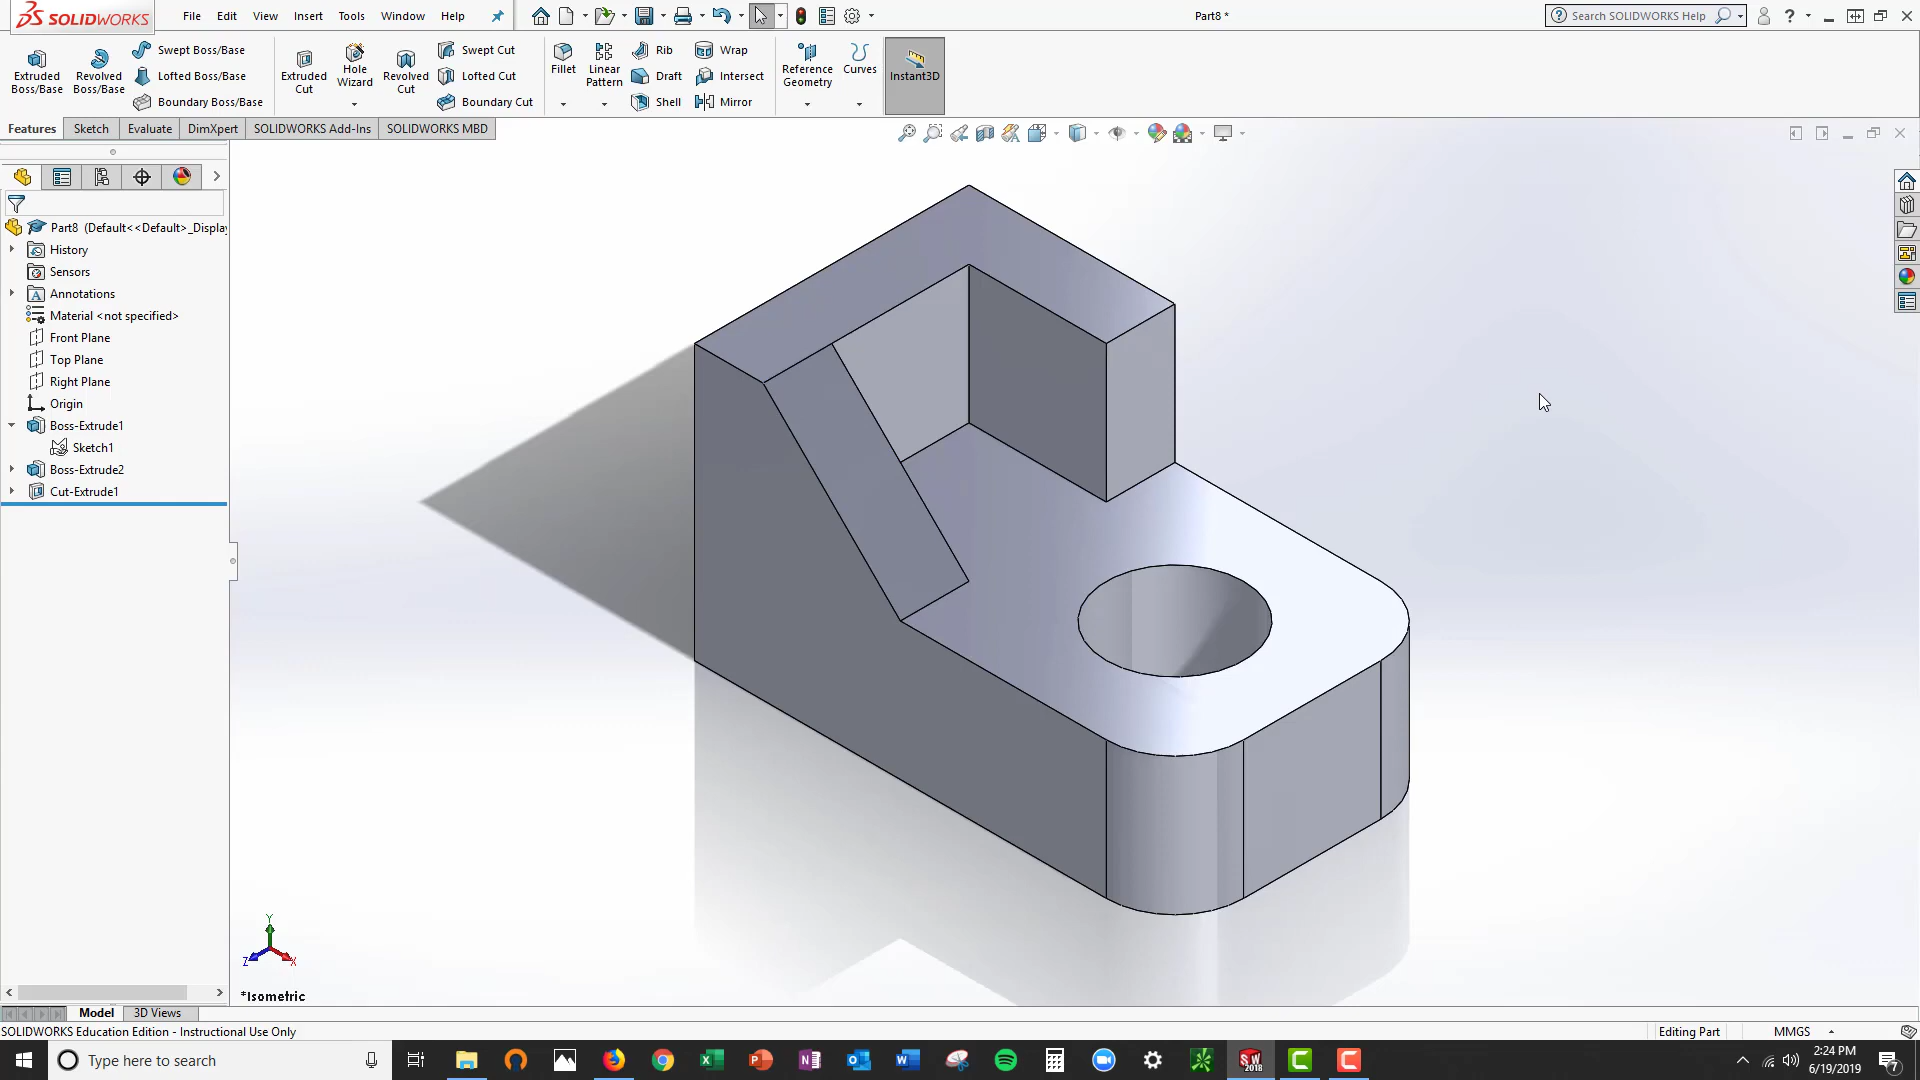 SOLIDWORKS File Edit View Insert Tools Window Help Part8 * Search SOLIDWORKS Help
Extruded Boss/Base
Revolved Boss/Base
Swept Boss/Base
Lofted Boss/Base
Boundary Boss/Base
Extruded Cut
Hole Wizard
Revolved Cut
Swept Cut
Lofted Cut
Boundary Cut
Fillet
Linear Pattern
Rib
Draft
Shell
Wrap
Intersect
Mirror
Reference Geometry
Curves
Instant3D
Features Sketch Evaluate DimXpert SOLIDWORKS Add-Ins SOLIDWORKS MBD
Part8 (Default<<Default>_Display
History
Sensors
Annotations
Material <not specified>
Front Plane
Top Plane
Right Plane
Origin
Boss-Extrude1
Sketch1
Boss-Extrude2
Cut-Extrude1
Y
Z
X
*Isometric
Model 3D Views
SOLIDWORKS Education Edition - Instructional Use Only Editing Part MMGS
Type here to search
SW 2018
2:24 PM
6/19/2019
7